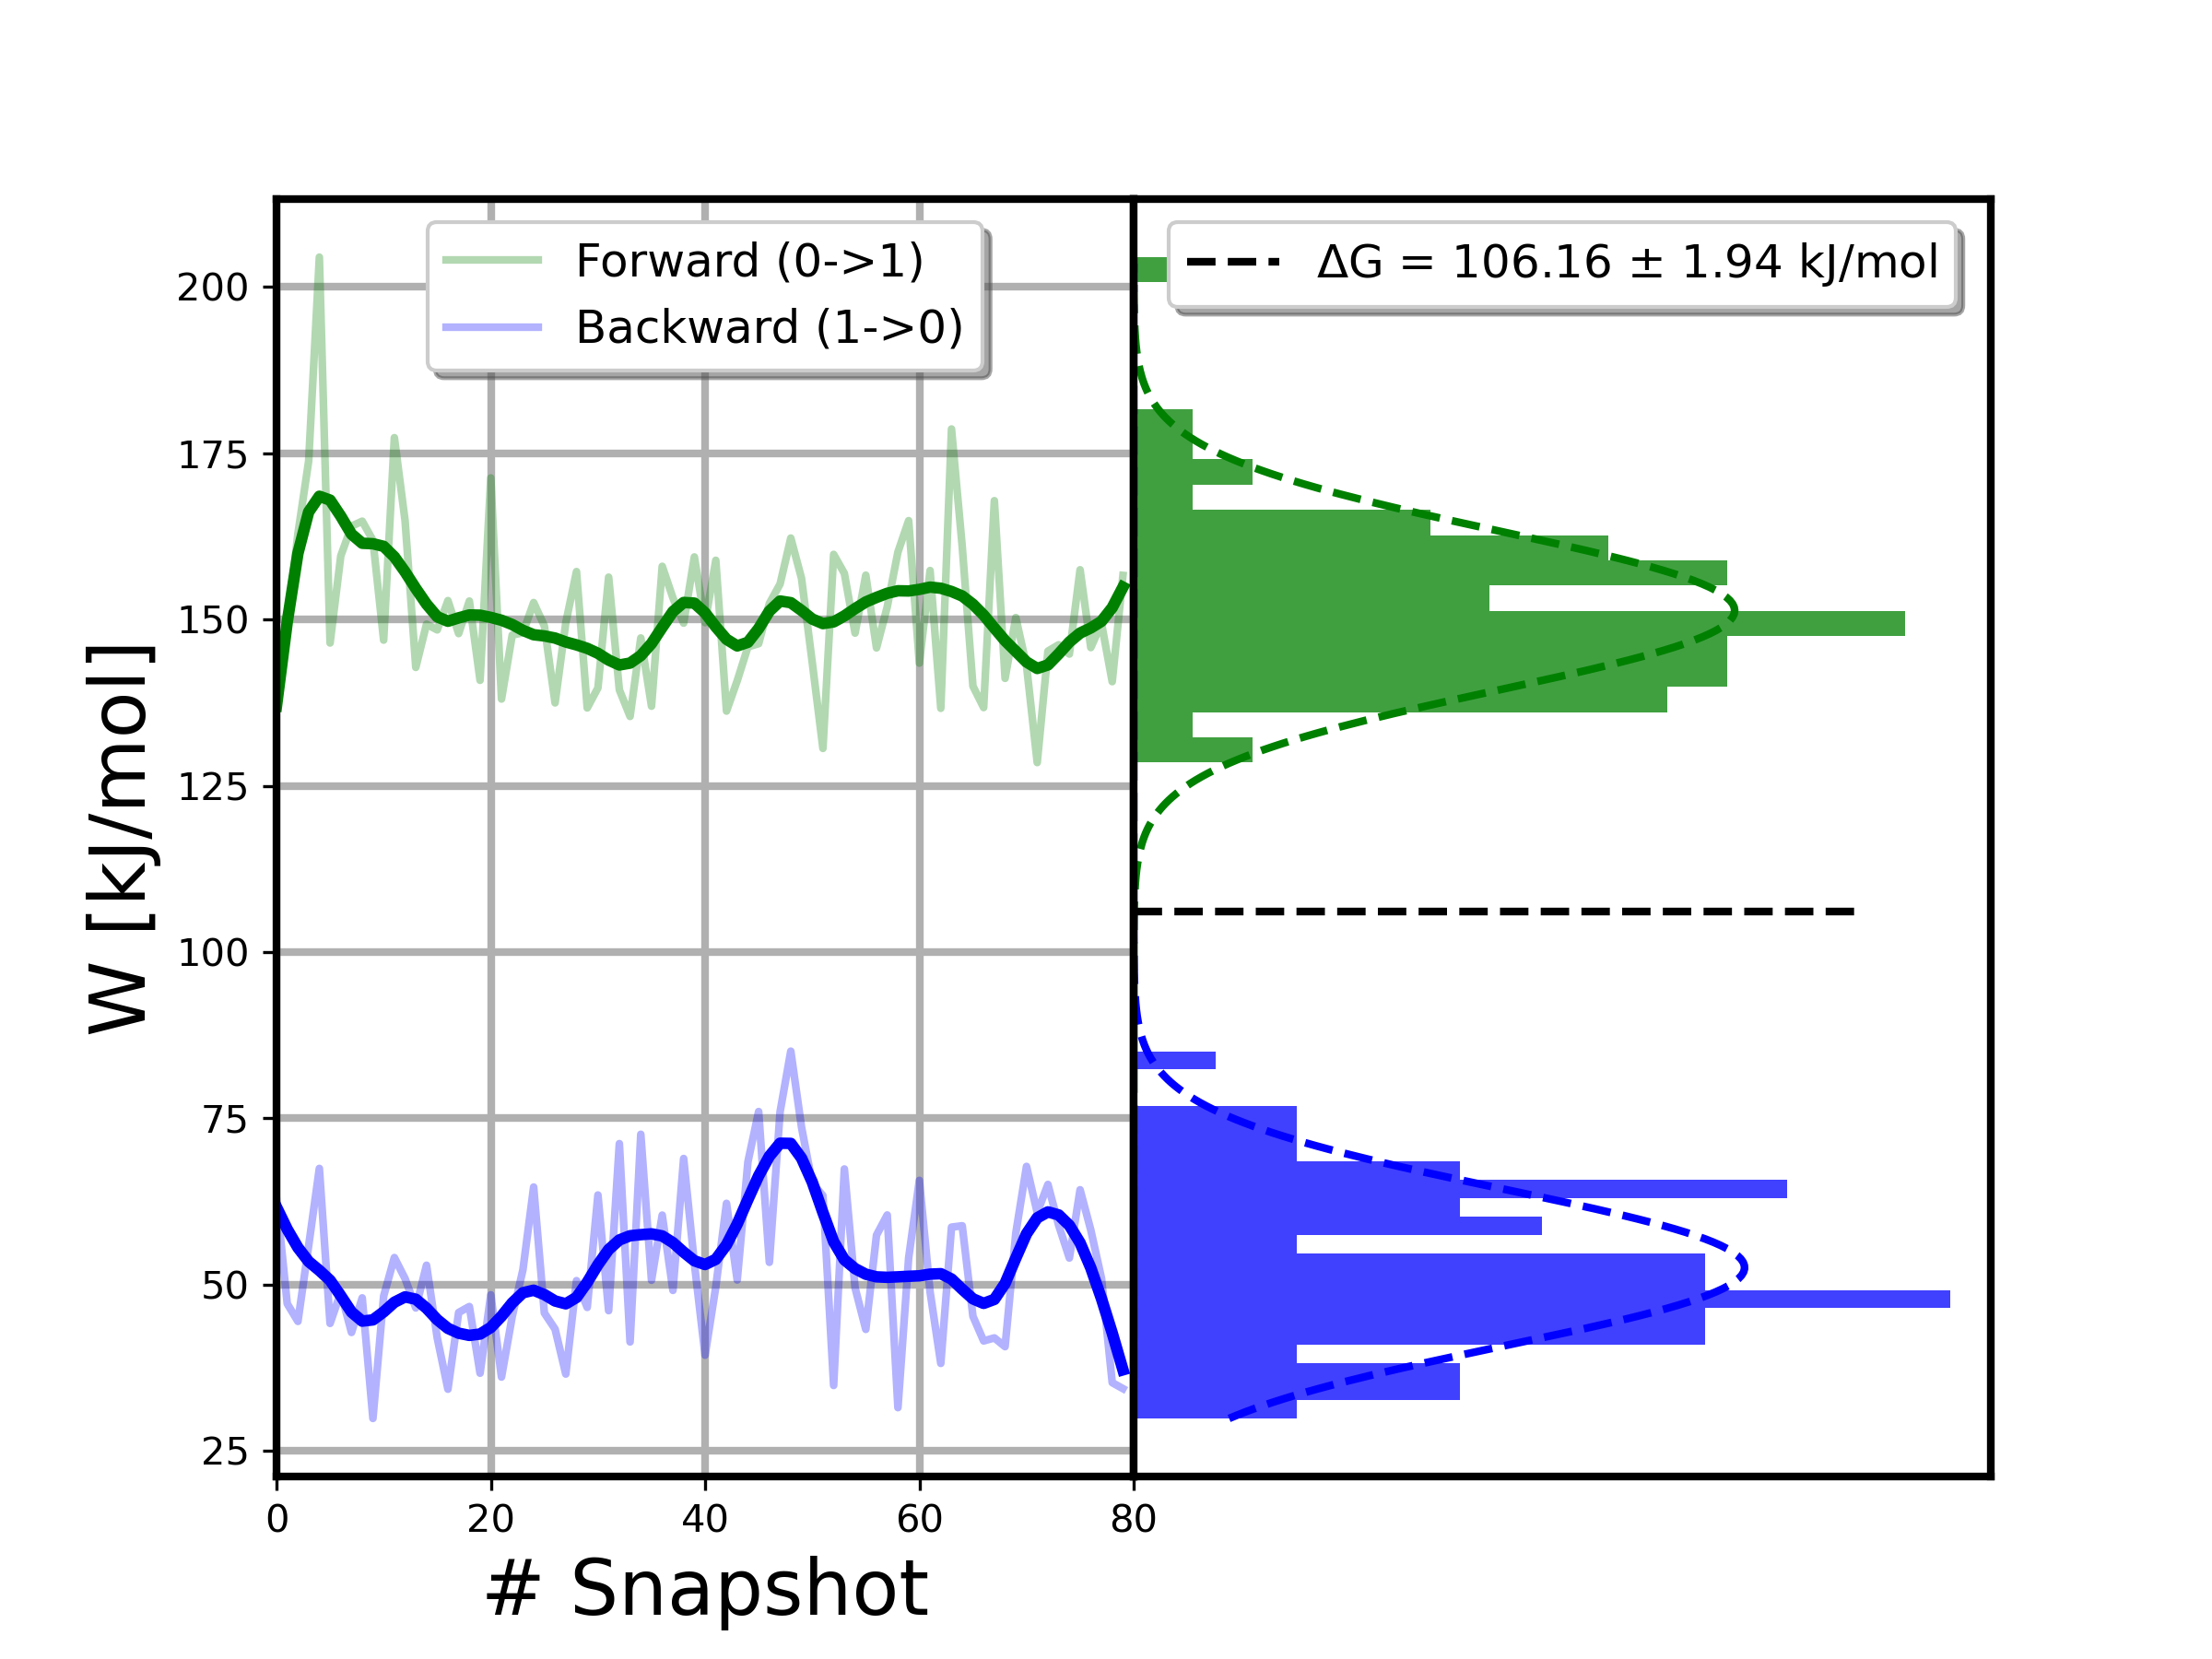 Forward (0->1)
Backward (1->0)
ΔG = 106.16 ± 1.94 kJ/mol
W [kJ/mol]
200
175
150
125
100
75
50
25
0
20
40
60
80
# Snapshot